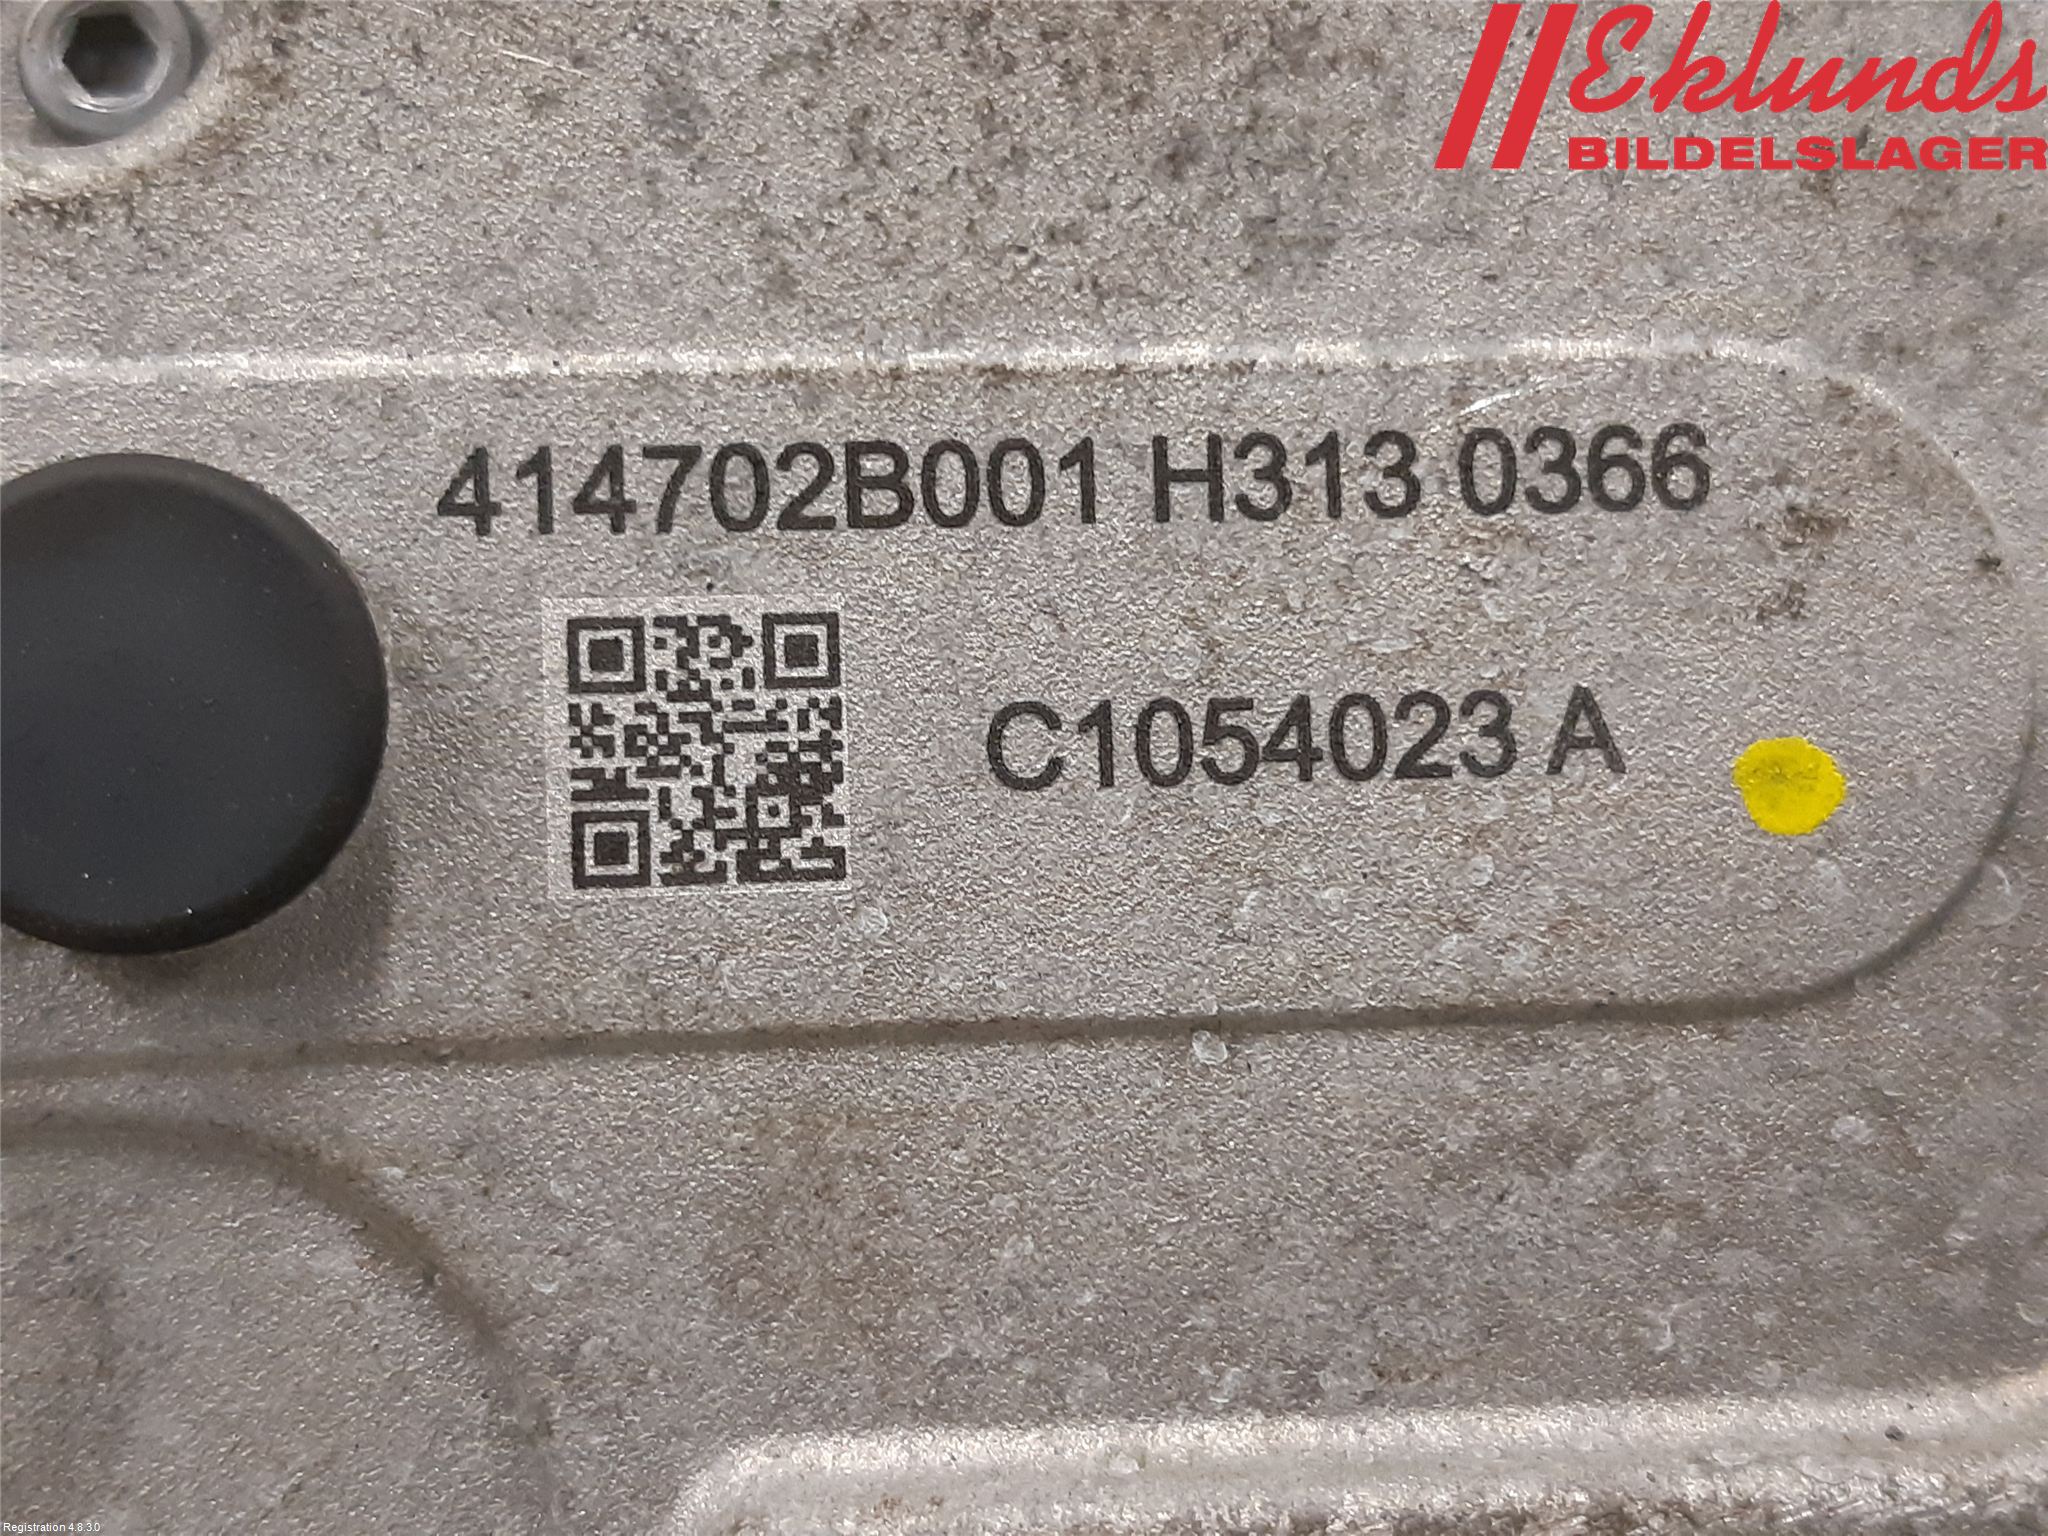 Eklunds
BILDELSLAGER
414702B001 H313 0366
C1054023 A
Registration 4.8.3.0